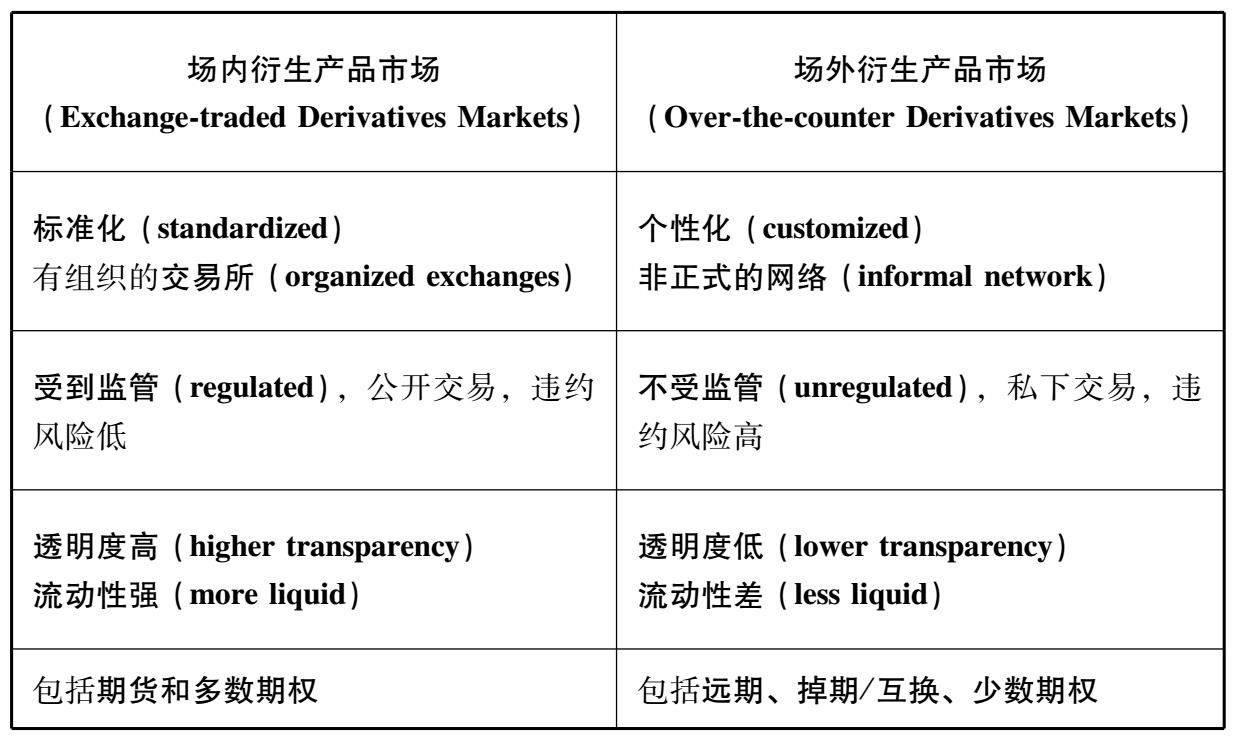 场内衍生产品市场
（Exchange-traded Derivatives Markets）
场外衍生产品市场
（Over-the-counter Derivatives Markets）
标准化（standardized）
有组织的交易所（organized exchanges）
个性化（customized）
非正式的网络（informal network）
受到监管（regulated），公开交易，违约
风险低
不受监管（unregulated），私下交易，违
约风险高
透明度高（higher transparency）
流动性强（more liquid）
透明度低（lower transparency）
流动性差（less liquid）
包括期货和多数期权
包括远期、掉期/互换、少数期权